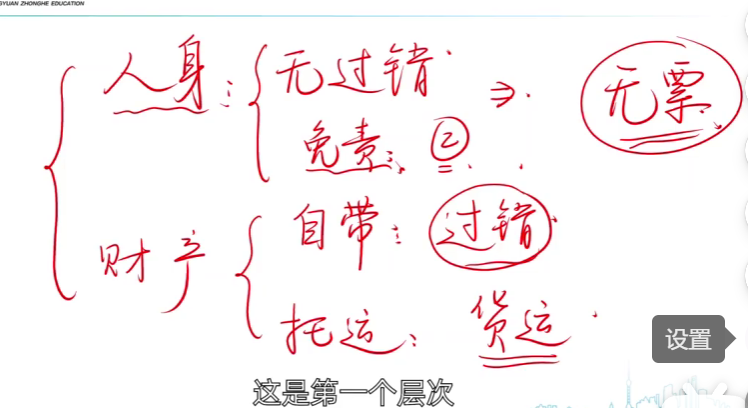 GYUAN ZHONGHE EDUCATION
人身: 无过错 ⇒ 无票
免责: ②
财产 自带: 过错
托运: 货运
设置
这是第一个层次